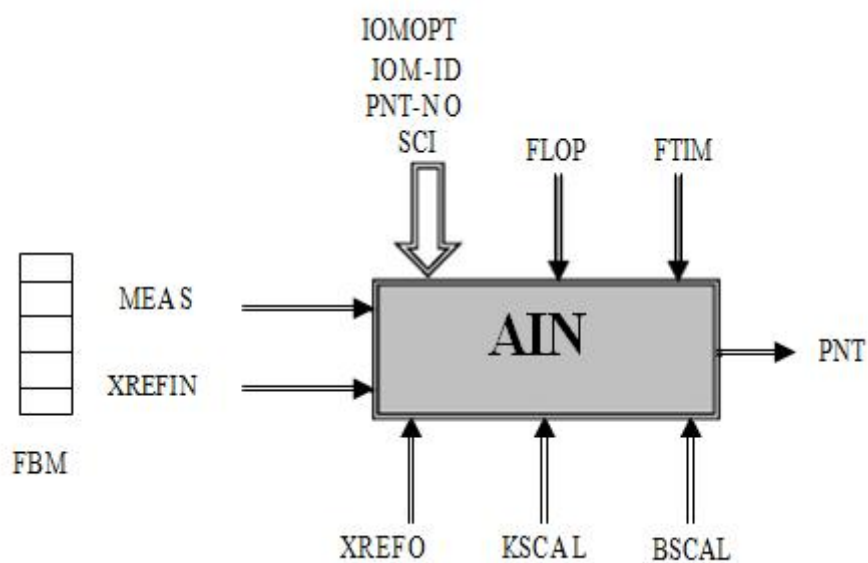 IOMOPT
IOM-ID
PNT-NO
SCI
FLOP
FTIM
MEAS
AIN
PNT
XREFIN
FBM
XREFO
KSCAL
BSCAL